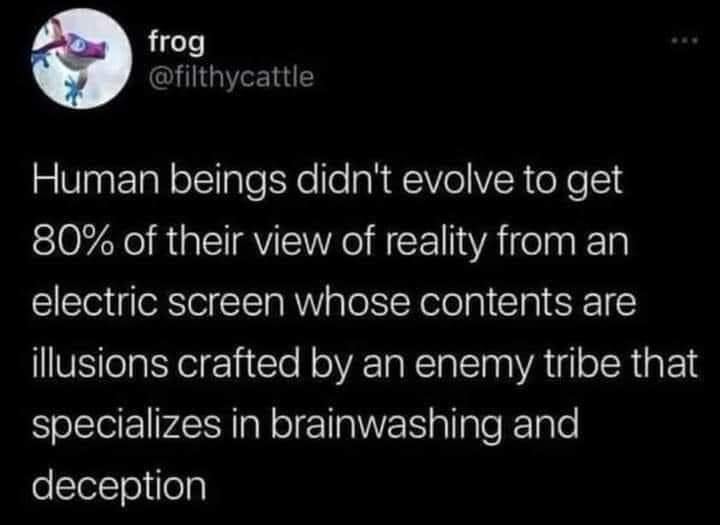 frog
@filthycattle
Human beings didn't evolve to get
80% of their view of reality from an
electric screen whose contents are
illusions crafted by an enemy tribe that
specializes in brainwashing and
deception